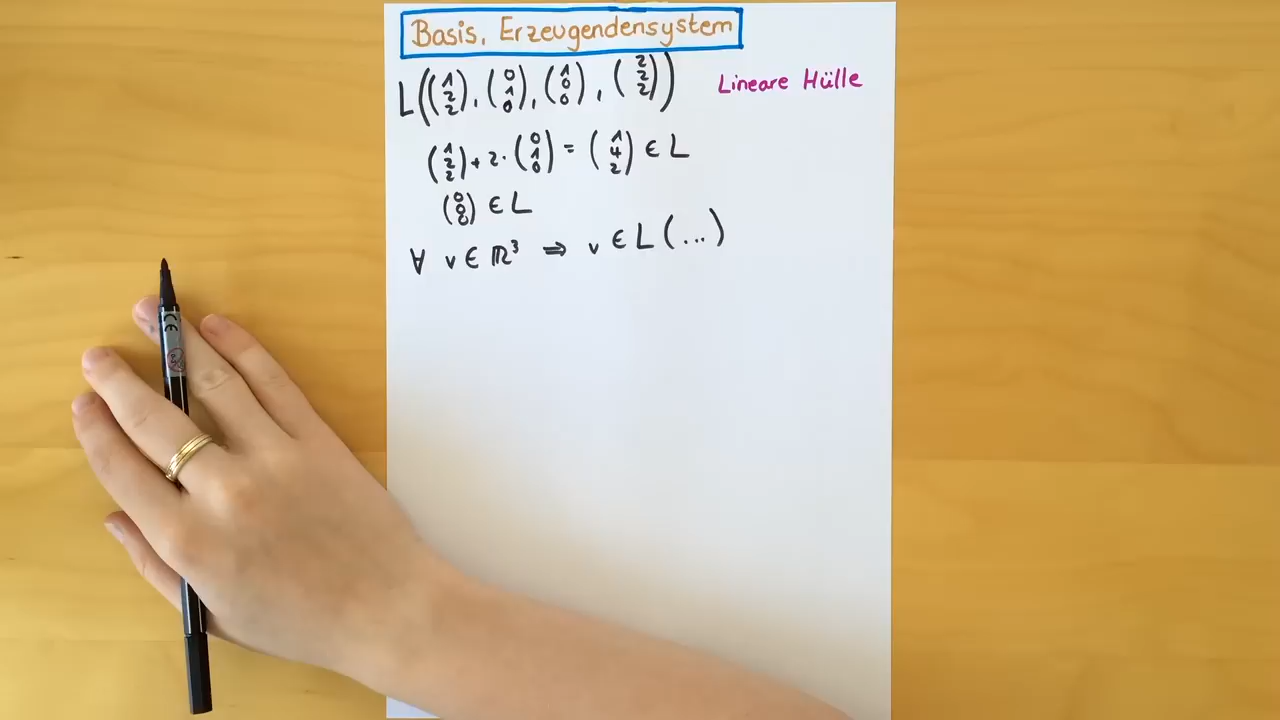 Basis, Erzeugendensystem
L((1 2 2), (0 1 0), (1 0 0), (2 2 2)) Lineare Hülle
(1 2 2) + 2 · (0 1 0) = (1 4 2) ∈ L
(0 0 0) ∈ L
∀ v ∈ ℝ³ ⇒ v ∈ L (...)
CE